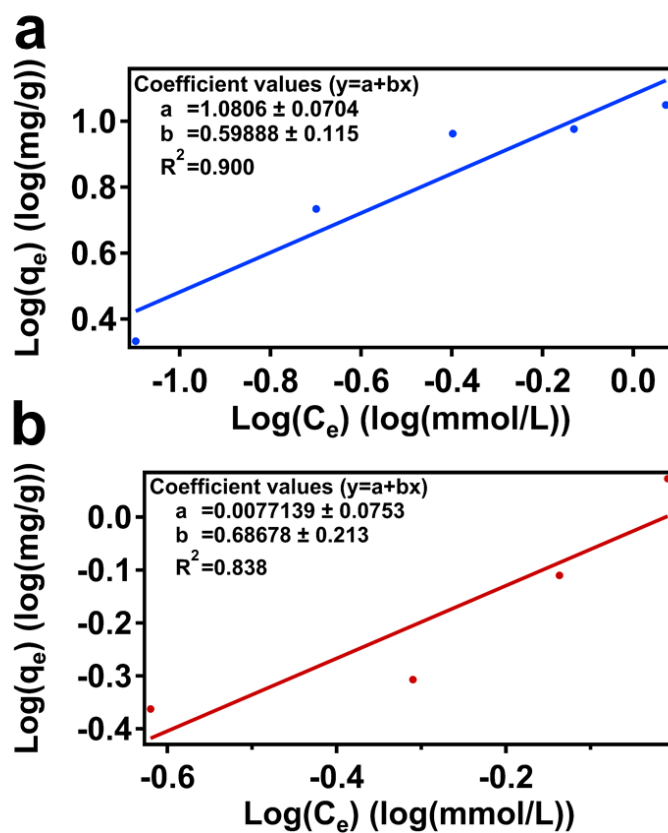 a
Coefficient values (y=a+bx)
a =1.0806 ± 0.0704
b =0.59888 ± 0.115
R²=0.900
Log(qₑ) (log(mg/g))
1.0
0.8
0.6
0.4
-1.0 -0.8 -0.6 -0.4 -0.2 0.0
Log(Cₑ) (log(mmol/L))
b
Coefficient values (y=a+bx)
a =0.0077139 ± 0.0753
b =0.68678 ± 0.213
R²=0.838
Log(qₑ) (log(mg/g))
0.0
-0.1
-0.2
-0.3
-0.4
-0.6 -0.4 -0.2
Log(Cₑ) (log(mmol/L))